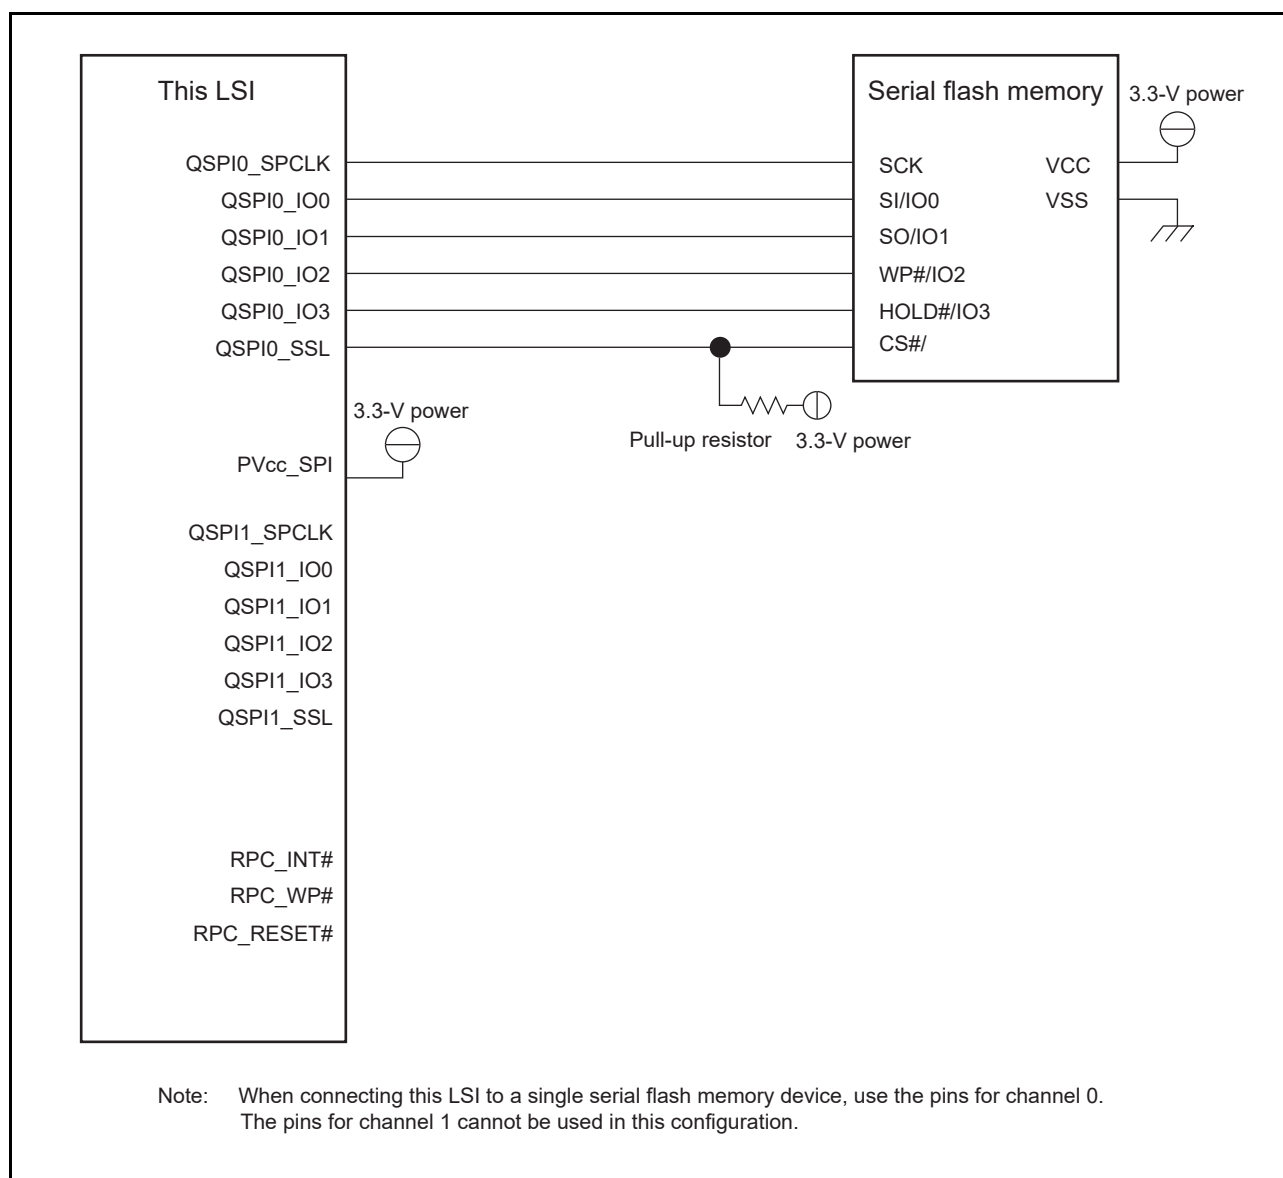 This LSI
Serial flash memory
3.3-V power
QSPI0_SPCLK
SCK
VCC
QSPI0_IO0
SI/IO0
VSS
QSPI0_IO1
SO/IO1
QSPI0_IO2
WP#/IO2
QSPI0_IO3
HOLD#/IO3
QSPI0_SSL
CS#/
3.3-V power
Pull-up resistor
3.3-V power
PVcc_SPI
QSPI1_SPCLK
QSPI1_IO0
QSPI1_IO1
QSPI1_IO2
QSPI1_IO3
QSPI1_SSL
RPC_INT#
RPC_WP#
RPC_RESET#
Note: When connecting this LSI to a single serial flash memory device, use the pins for channel 0.
The pins for channel 1 cannot be used in this configuration.